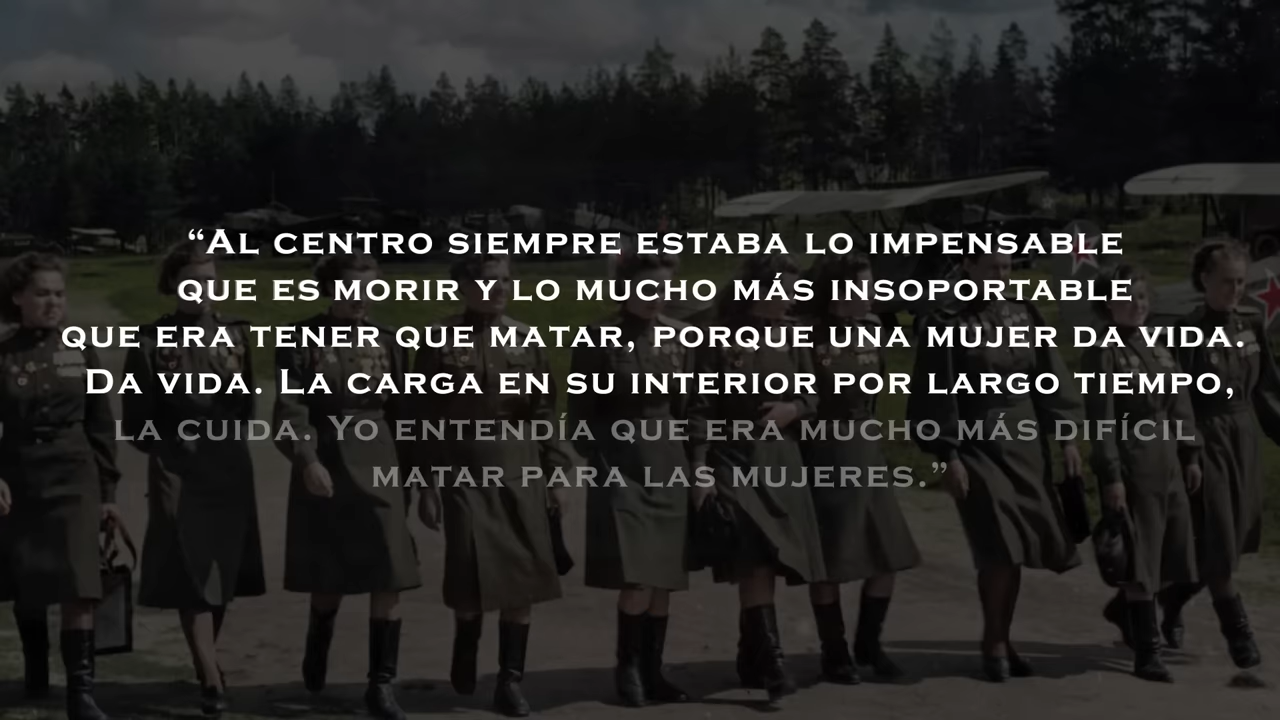 “Al centro siempre estaba lo impensable
que es morir y lo mucho más insoportable
que era tener que matar, porque una mujer da vida.
Da vida. La carga en su interior por largo tiempo,
la cuida. Yo entendía que era mucho más difícil
matar para las mujeres.”